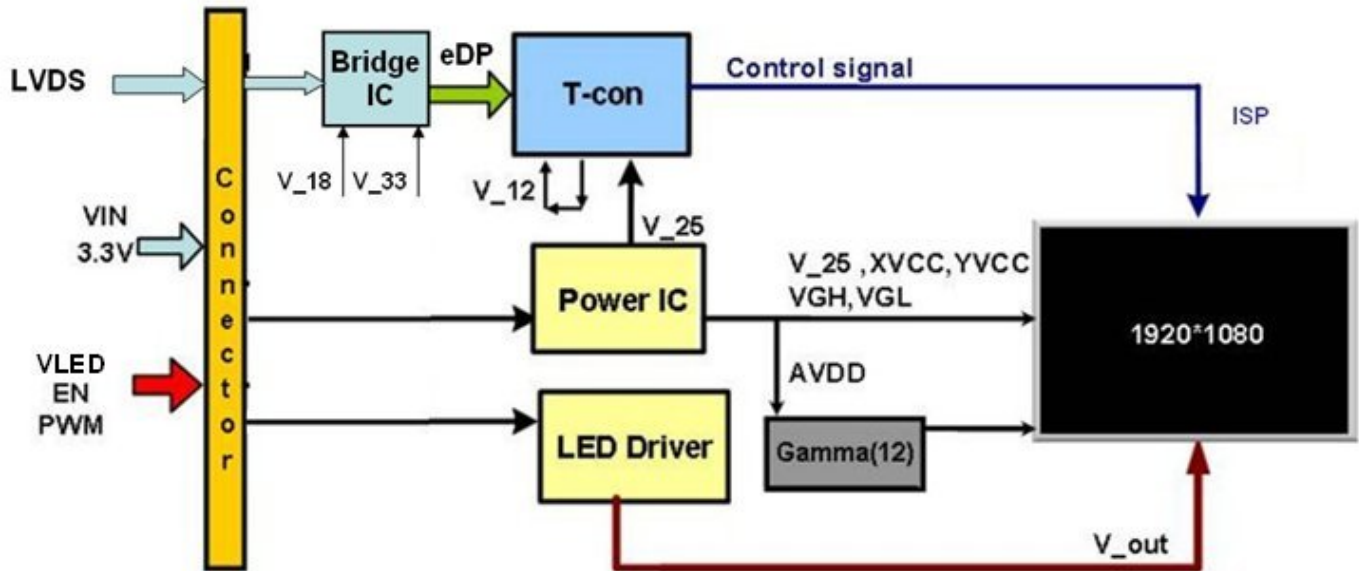 LVDS
Connector
Bridge
IC
eDP
T-con
Control signal
ISP
V_18
V_33
V_12
V_25
VIN
3.3V
Power IC
V_25 ,XVCC,YVCC
VGH,VGL
1920*1080
AVDD
VLED
EN
PWM
LED Driver
Gamma(12)
V_out